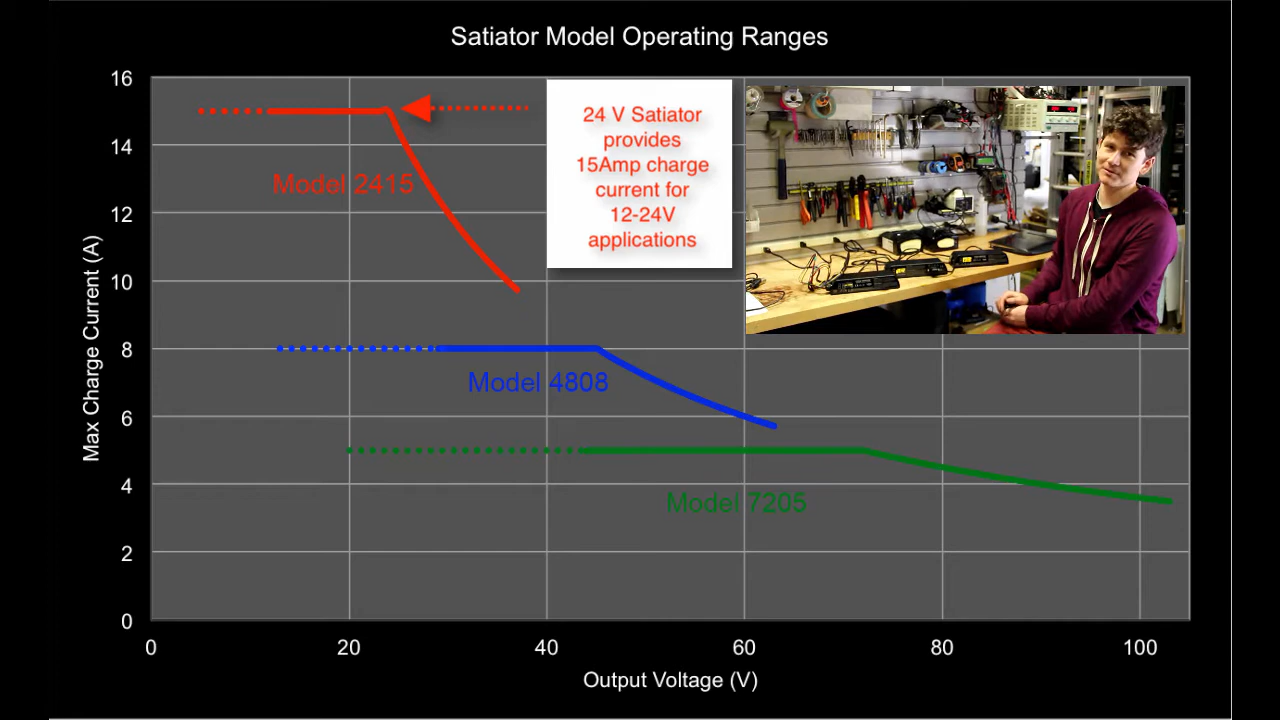 Satiator Model Operating Ranges
16
14
12
10
8
6
4
2
0
Max Charge Current (A)
24 V Satiator
provides
15Amp charge
current for
12-24V
applications
Model 2415
Model 4808
Model 7205
0
20
40
60
80
100
Output Voltage (V)